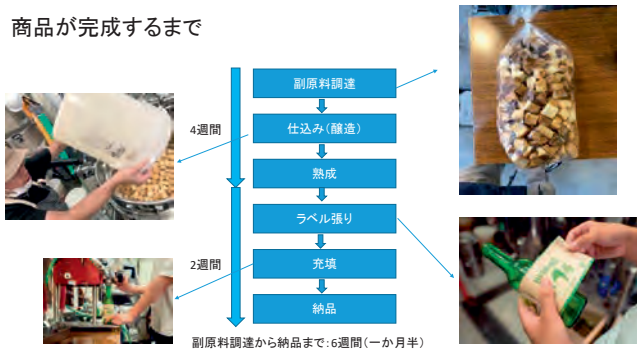 商品が完成するまで
副原料調達
4週間
仕込み(醸造)
熟成
ラベル張り
2週間
充填
納品
副原料調達から納品まで:6週間(一か月半)